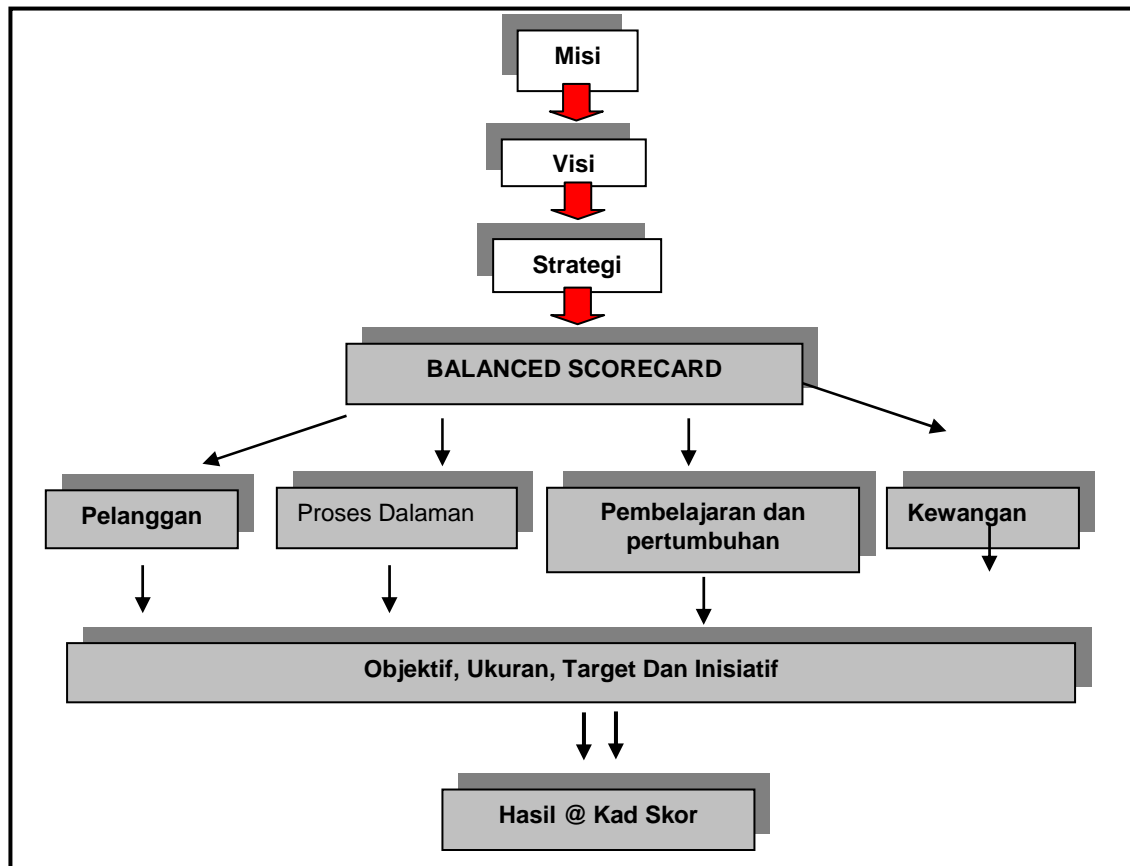 Misi
Visi
Strategi
BALANCED SCORECARD
Pelanggan
Proses Dalaman
Pembelajaran dan
pertumbuhan
Kewangan
Objektif, Ukuran, Target Dan Inisiatif
Hasil @ Kad Skor